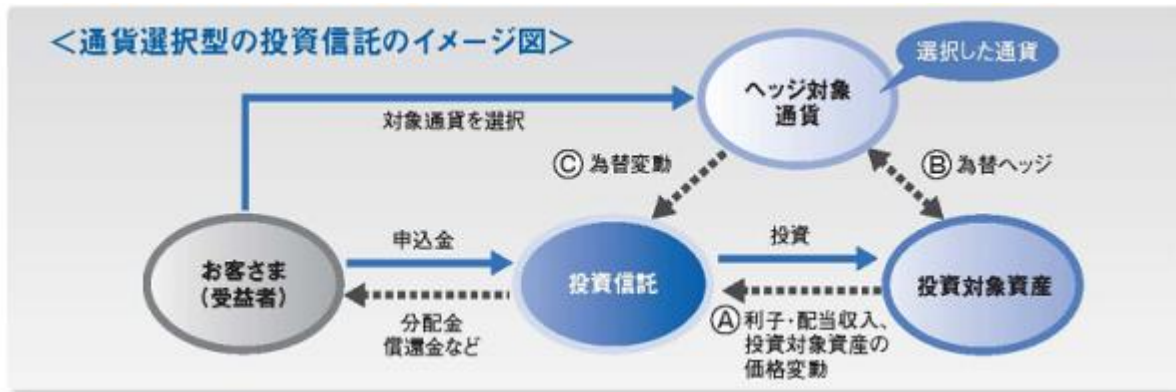 ＜通貨選択型の投資信託のイメージ図＞
選択した通貨
ヘッジ対象
通貨
対象通貨を選択
Ⓒ 為替変動
Ⓑ 為替ヘッジ
申込金
投資
お客さま
（受益者）
投資信託
投資対象資産
分配金
償還金など
Ⓐ 利子・配当収入、
投資対象資産の
価格変動